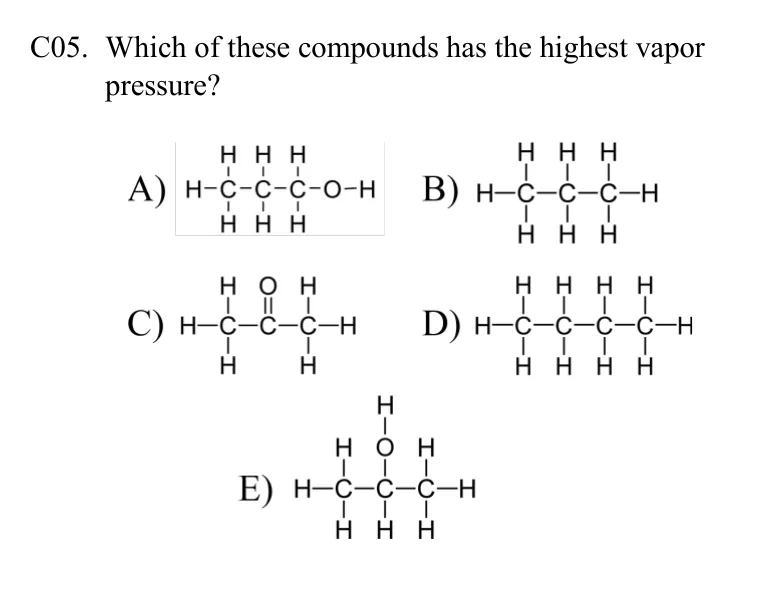 C05. Which of these compounds has the highest vapor
pressure?
H H H
A) H-C-C-C-O-H
H H H
H H H
B) H-C-C-C-H
H H H
H O H
C) H-C-C-C-H
H H
H H H H
D) H-C-C-C-C-H
H H H H
H
H O H
E) H-C-C-C-H
H H H